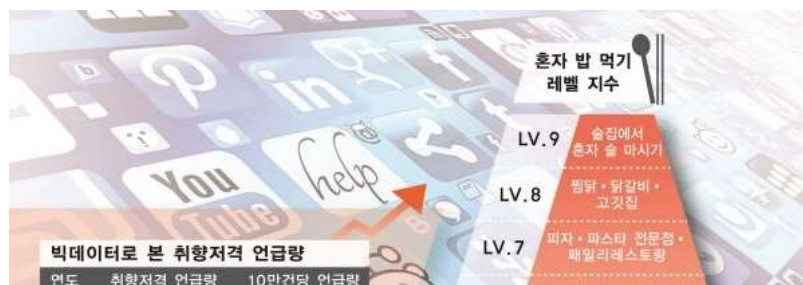 혼자 밥 먹기
레벨 지수
LV.9
술집에서
혼자 술 마시기
LV.8
찜닭·닭갈비·
고깃집
LV.7
피자·파스타 전문점·
패밀리레스토랑
in
g+
f
f
help
@
You
Tube
빅데이터로 본 취향저격 언급량
연도 취향저격 언급량 10만건당 언급량